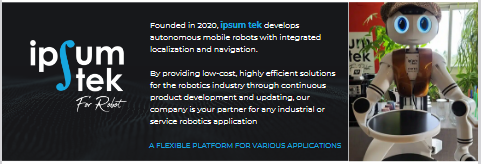 ipsum
tek
For Robot
Founded in 2020, ipsum tek develops
autonomous mobile robots with integrated
localization and navigation.
By providing low-cost, highly efficient solutions
for the robotics industry through continuous
product development and updating, our
company is your partner for any industrial or
service robotics application
A FLEXIBLE PLATFORM FOR VARIOUS APPLICATIONS